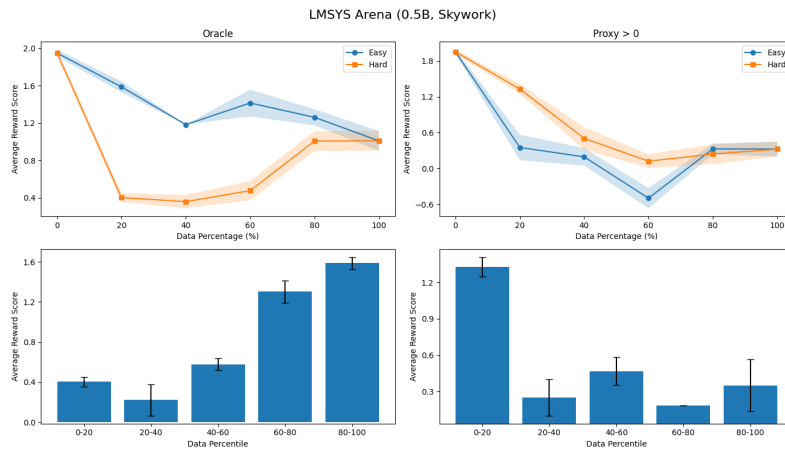 LMSYS Arena (0.5B, Skywork)
Oracle
Average Reward Score
2.0
1.6
1.2
0.8
0.4
Easy
Hard
0 20 40 60 80 100
Data Percentage (%)
Proxy > 0
Average Reward Score
1.8
1.2
0.6
0.0
−0.6
Easy
Hard
0 20 40 60 80 100
Data Percentage (%)
Average Reward Score
1.6
1.2
0.8
0.4
0.0
0-20 20-40 40-60 60-80 80-100
Data Percentile
Average Reward Score
1.2
0.9
0.6
0.3
0-20 20-40 40-60 60-80 80-100
Data Percentile